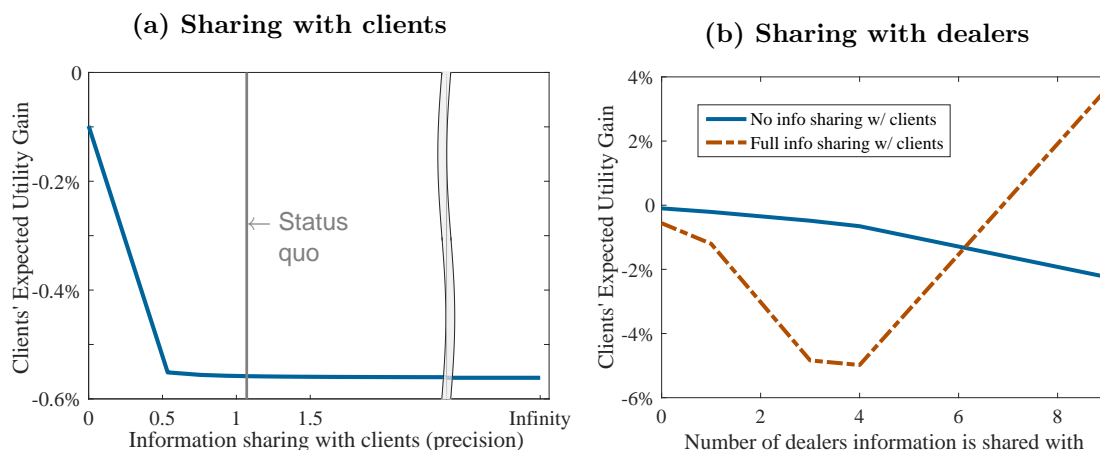 (a) Sharing with clients
Clients' Expected Utility Gain
0
-0.2%
-0.4%
-0.6%
← Status
quo
0
0.5
1
1.5
Infinity
Information sharing with clients (precision)
(b) Sharing with dealers
Clients' Expected Utility Gain
4%
2%
0
-2%
-4%
-6%
No info sharing w/ clients
Full info sharing w/ clients
0
2
4
6
8
Number of dealers information is shared with